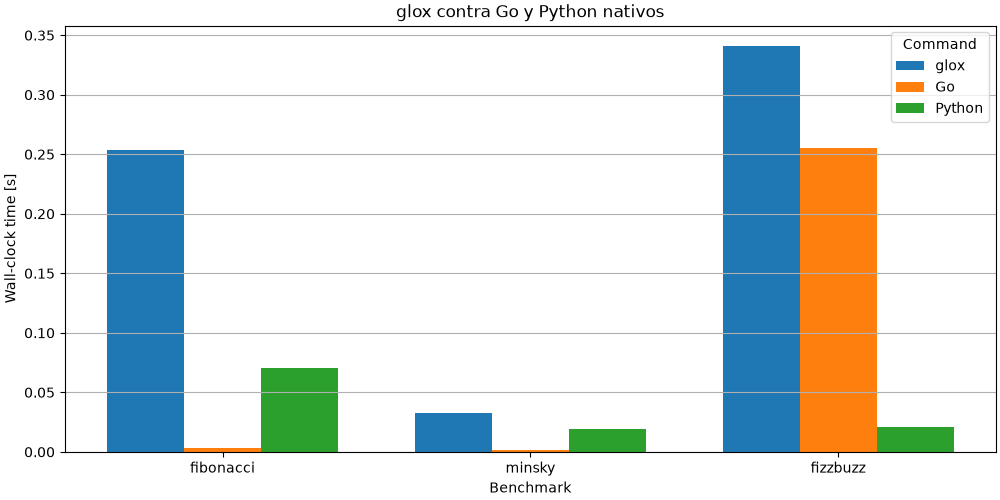 glox contra Go y Python nativos
Command
glox
Go
Python
0.35
0.30
0.25
0.20
0.15
0.10
0.05
0.00
Wall-clock time [s]
fibonacci
minsky
fizzbuzz
Benchmark